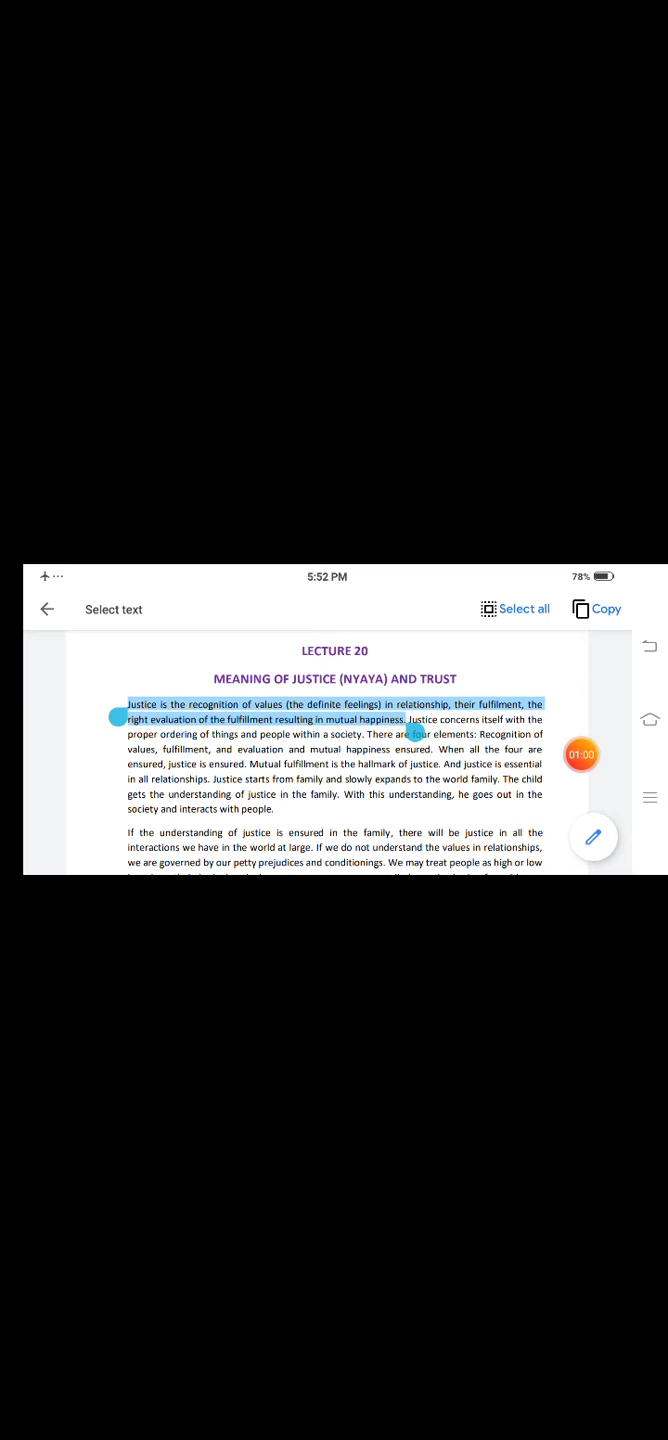 5:52 PM
78%
Select text
Select all
Copy
LECTURE 20
MEANING OF JUSTICE (NYAYA) AND TRUST
Justice is the recognition of values (the definite feelings) in relationship, their fulfilment, the
right evaluation of the fulfillment resulting in mutual happiness. Justice concerns itself with the
proper ordering of things and people within a society. There are four elements: Recognition of
values, fulfillment, and evaluation and mutual happiness ensured. When all the four are
ensured, justice is ensured. Mutual fulfillment is the hallmark of justice. And justice is essential
in all relationships. Justice starts from family and slowly expands to the world family. The child
gets the understanding of justice in the family. With this understanding, he goes out in the
society and interacts with people.
01:00
If the understanding of justice is ensured in the family, there will be justice in all the
interactions we have in the world at large. If we do not understand the values in relationships,
we are governed by our petty prejudices and conditionings. We may treat people as high or low